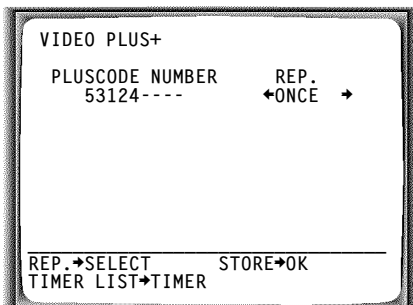 VIDEO PLUS+
PLUSCODE NUMBER REP.
53124---- ←ONCE →
REP.→SELECT STORE→OK
TIMER LIST→TIMER